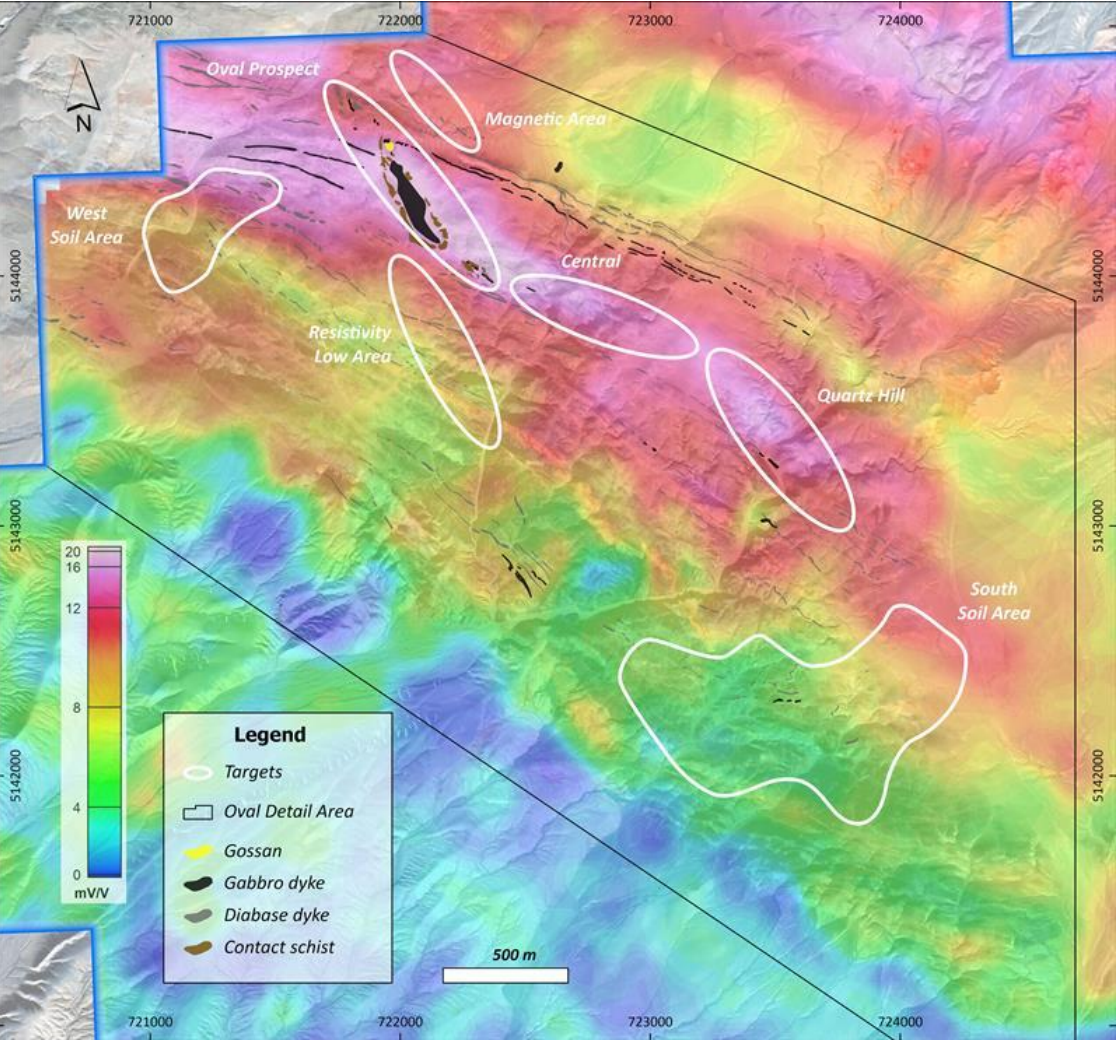 721000
722000
723000
724000
Oval Prospect
Magnetic Area
N
West
Soil Area
Central
5144000
5144000
Resistivity
Low Area
Quartz Hill
5143000
5143000
20
16
12
8
4
0
mV/V
South
Soil Area
5142000
5142000
Legend
Targets
Oval Detail Area
Gossan
Gabbro dyke
Diabase dyke
Contact schist
500 m
721000
722000
723000
724000